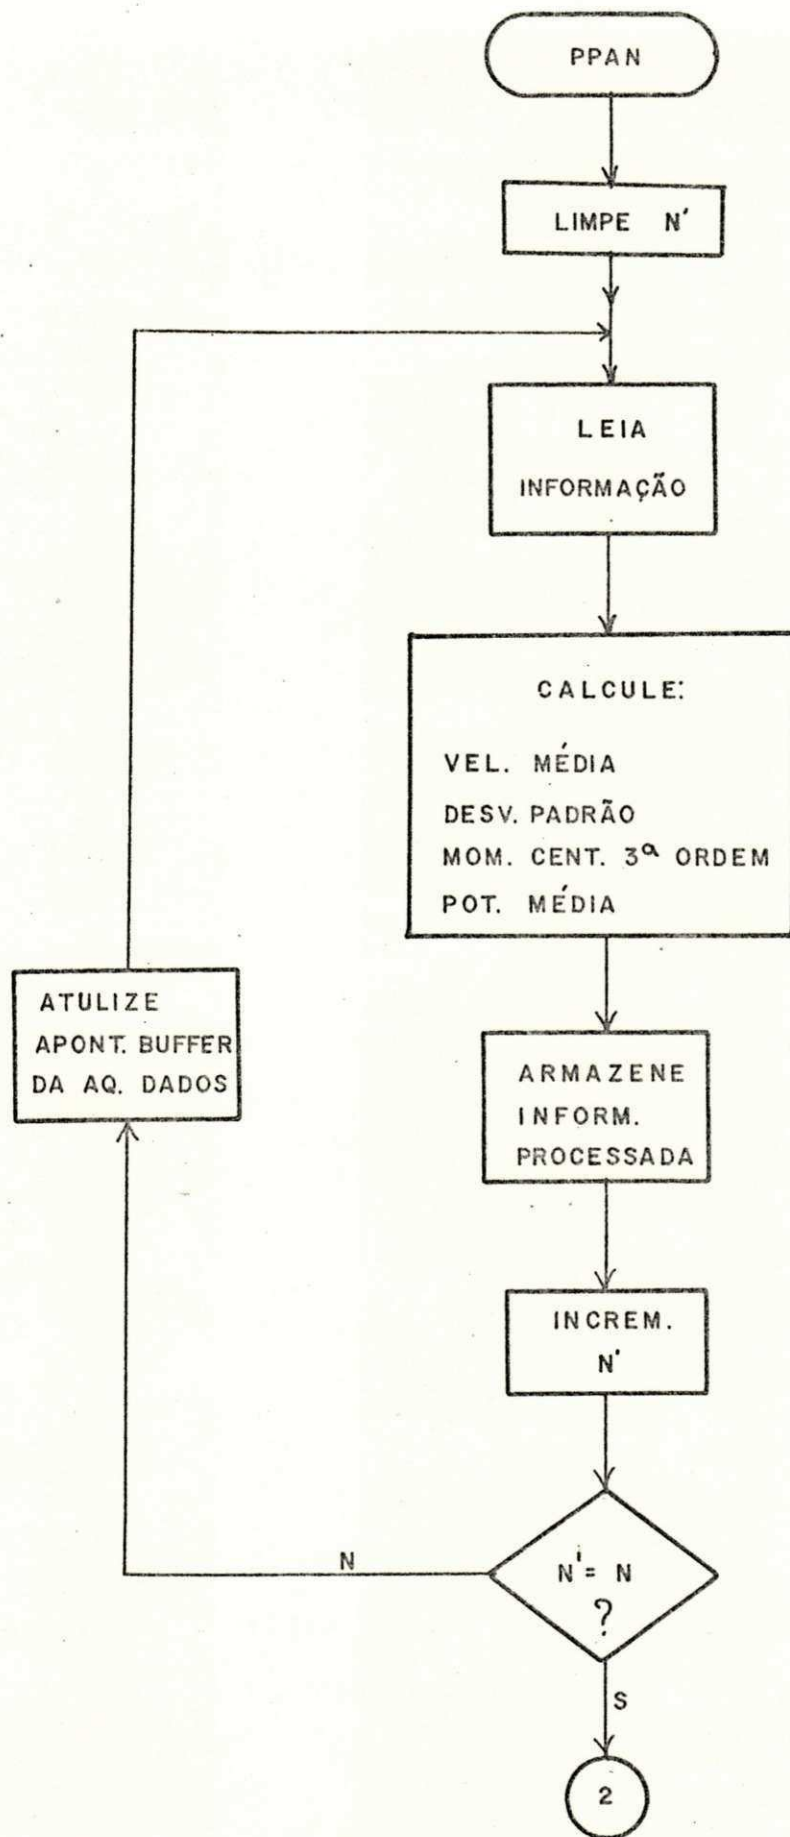 PPAN
LIMPE N'
LEIA
INFORMAÇÃO
CALCULE:
VEL. MÉDIA
DESV. PADRÃO
MOM. CENT. 3ª ORDEM
POT. MÉDIA
ATULIZE
APONT. BUFFER
DA AQ. DADOS
ARMAZENE
INFORM.
PROCESSADA
INCREM.
N'
N
N' = N
?
S
2